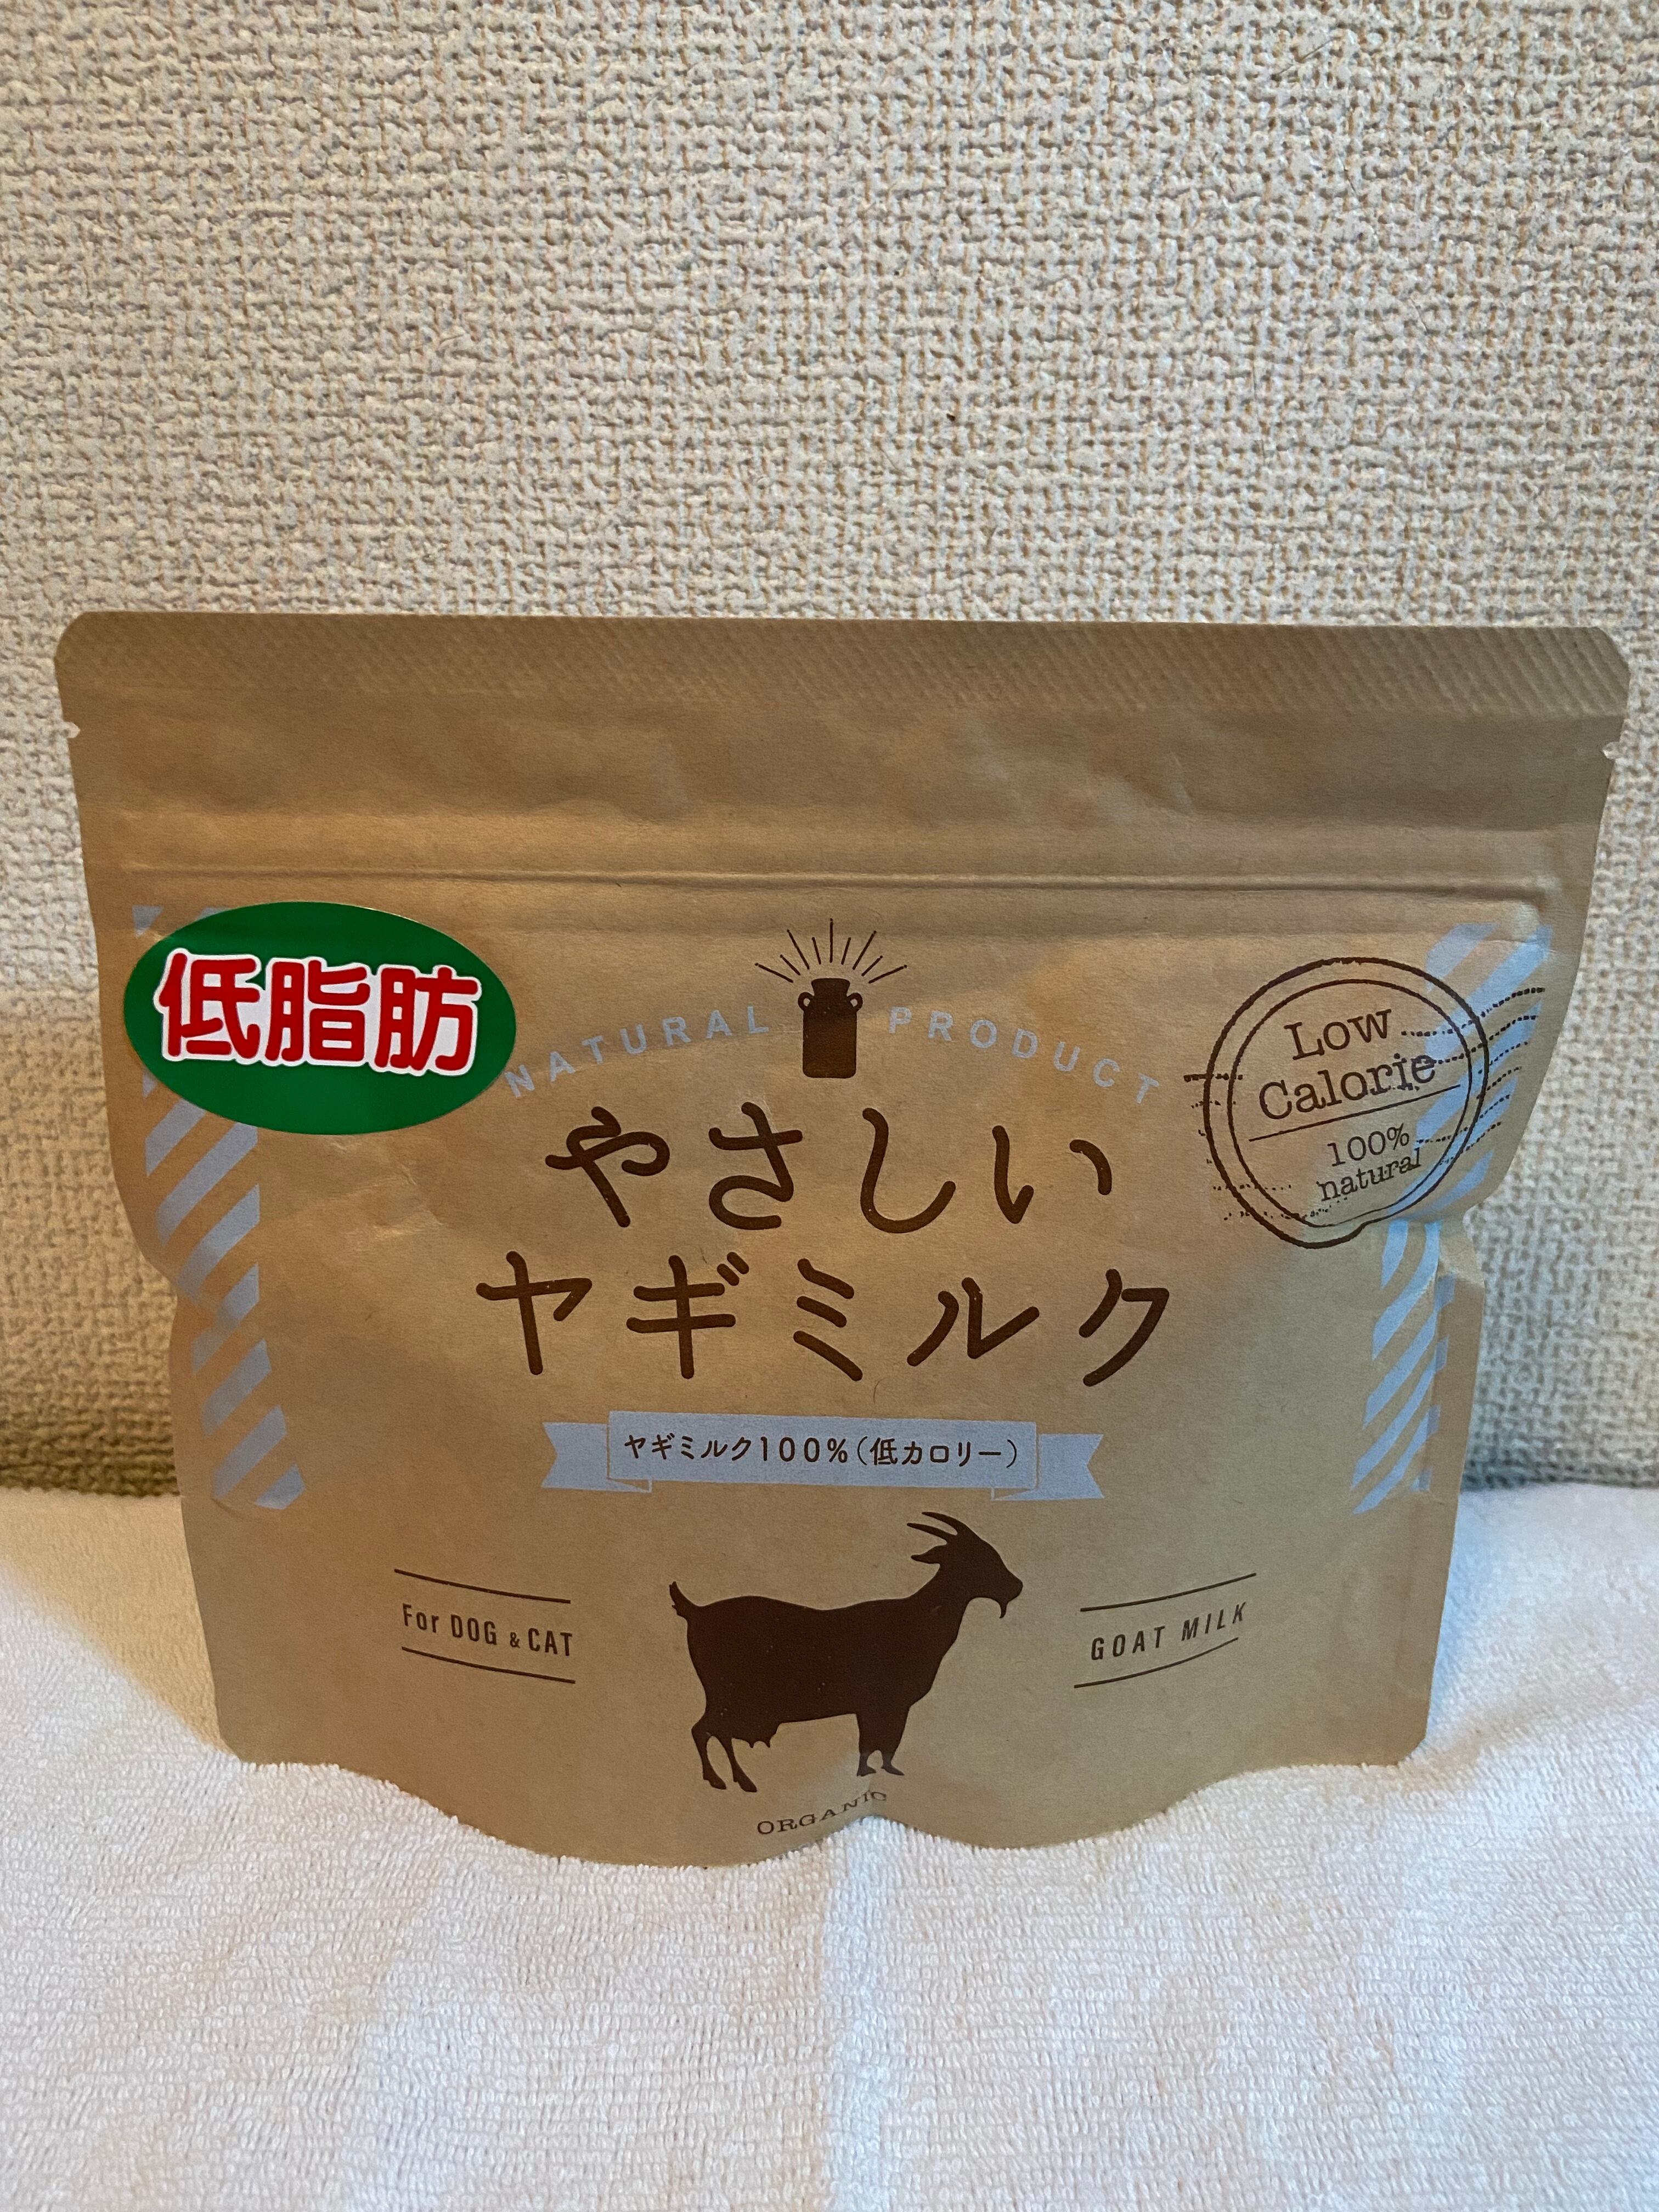 低脂肪
NATURAL PRODUCT
Low
Calorie
100%
natural
やさしい
ヤギミルク
ヤギミルク100%(低カロリー)
For DOG & CAT
GOAT MILK
ORGANIC